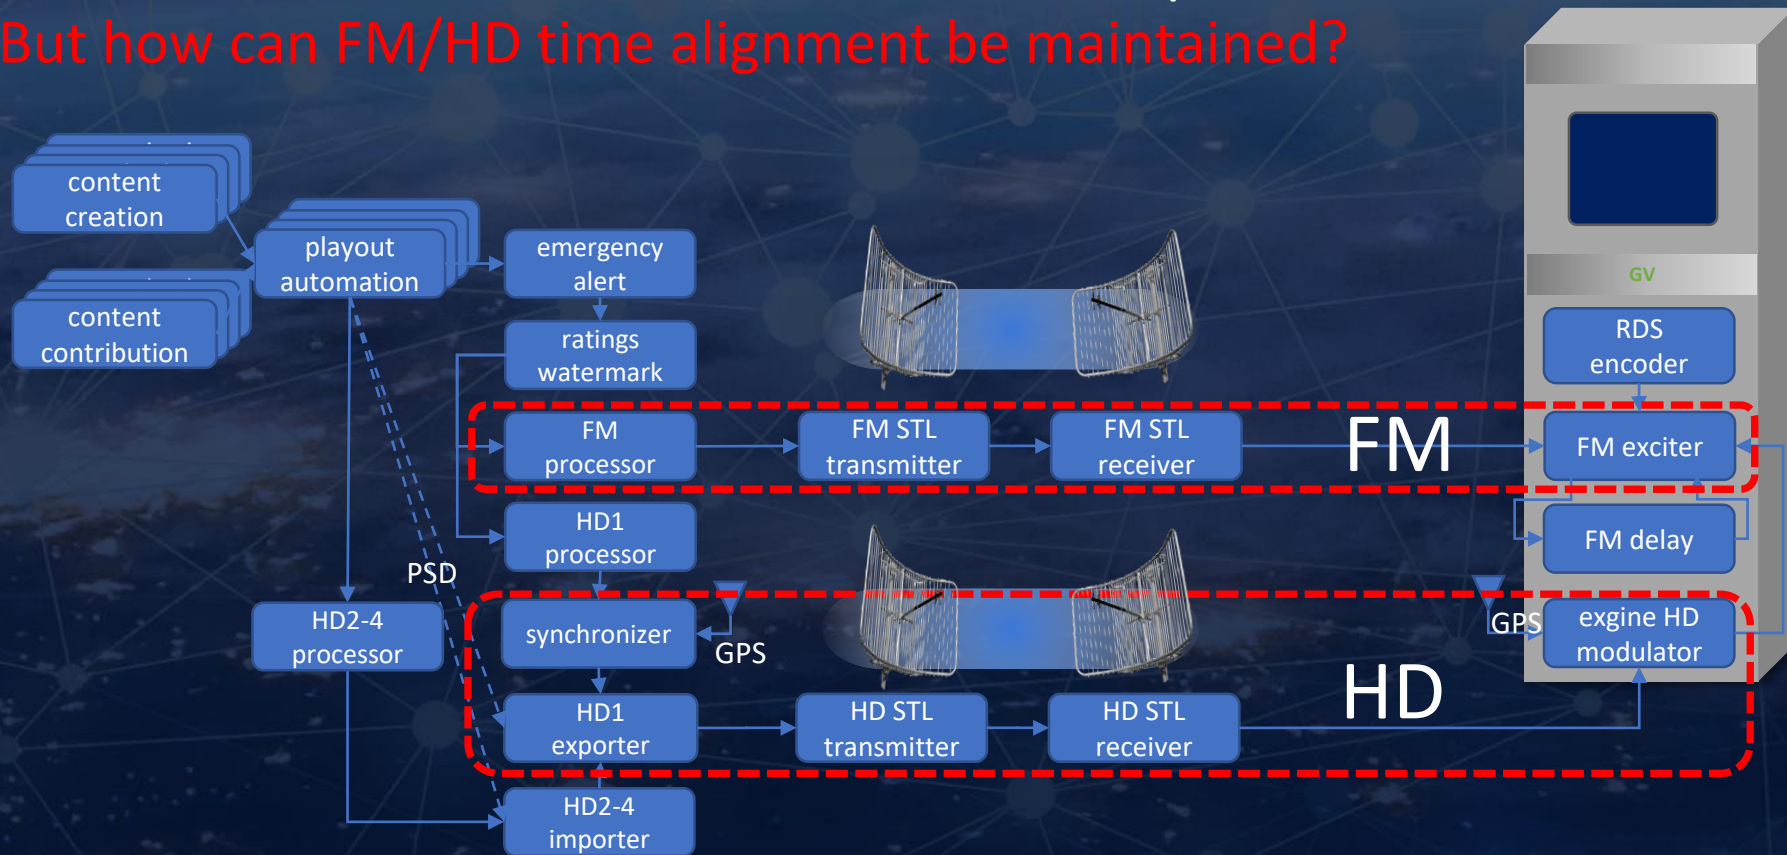 But how can FM/HD time alignment be maintained?
content
creation
content
contribution
playout
automation
emergency
alert
ratings
watermark
GV
RDS
encoder
FM
processor
FM STL
transmitter
FM STL
receiver
FM
FM exciter
HD1
processor
FM delay
PSD
HD2-4
processor
synchronizer
GPS
GPS
exgine HD
modulator
HD
HD1
exporter
HD STL
transmitter
HD STL
receiver
HD2-4
importer